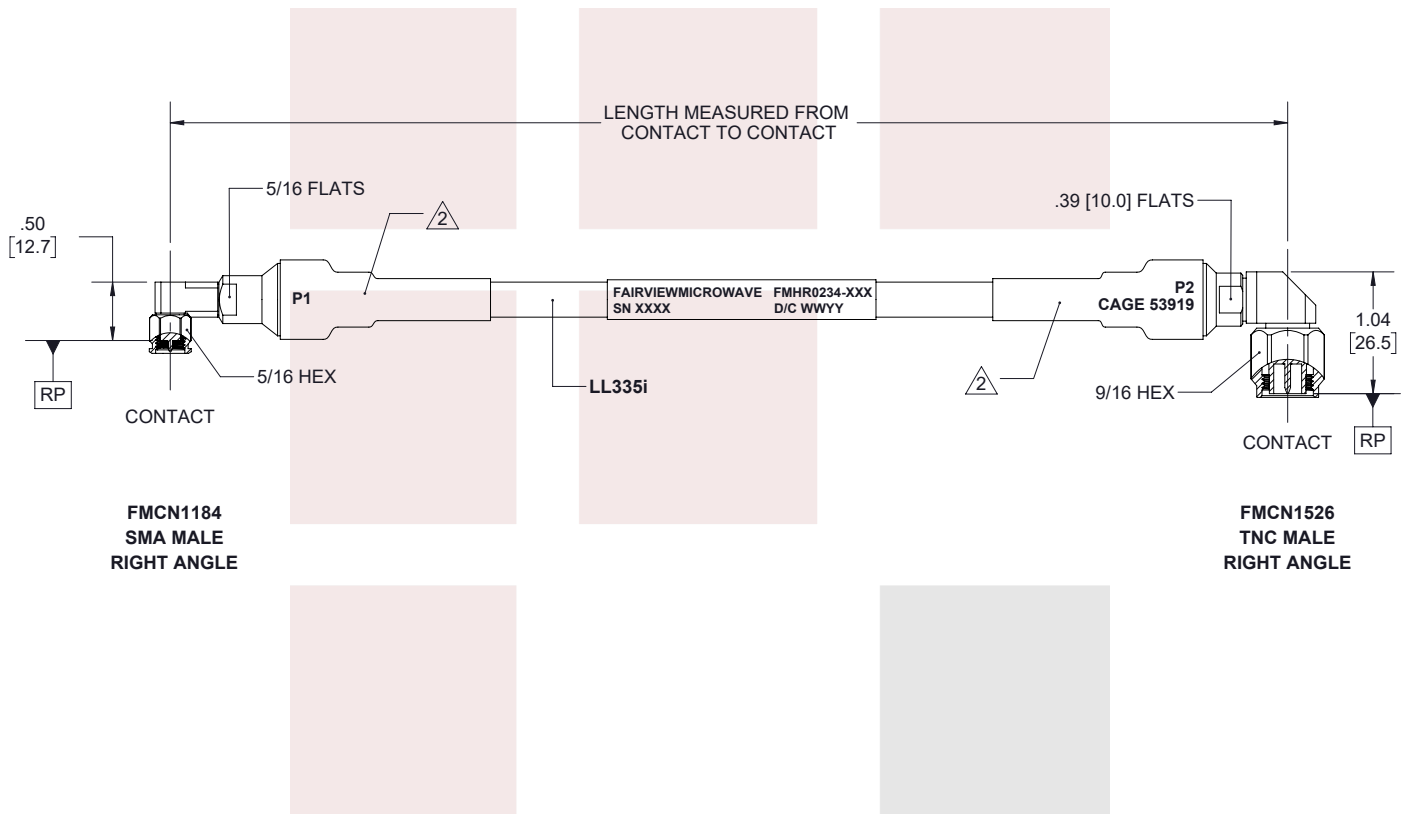 LENGTH MEASURED FROM
CONTACT TO CONTACT
5/16 FLATS
2
.39 [10.0] FLATS
.50
[12.7]
P1
FAIRVIEWMICROWAVE FMHR0234-XXX
SN XXXX D/C WWYY
P2
CAGE 53919
1.04
[26.5]
RP
5/16 HEX
LL335i
2
9/16 HEX
CONTACT
CONTACT
RP
FMCN1184
SMA MALE
RIGHT ANGLE
FMCN1526
TNC MALE
RIGHT ANGLE